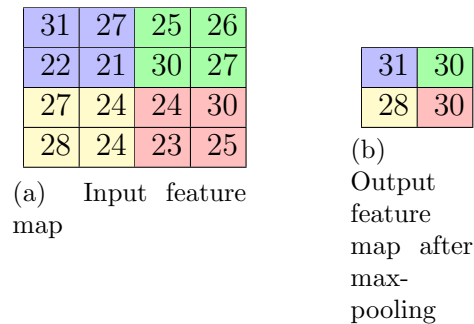 31 27 25 26
22 21 30 27
27 24 24 30
28 24 23 25
(a) Input feature
map
31 30
28 30
(b)
Output
feature
map after
max-
pooling